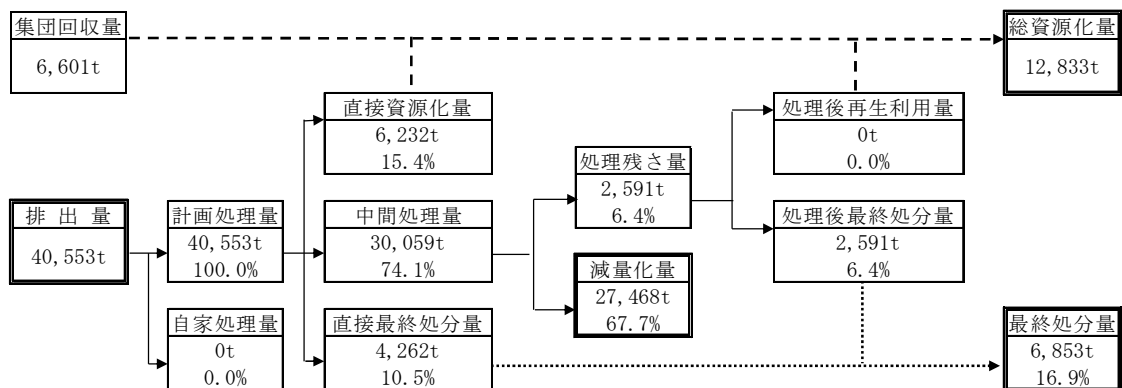 集団回収量
6,601t
総資源化量
12,833t
直接資源化量
6,232t
15.4%
処理後再生利用量
0t
0.0%
処理残さ量
2,591t
6.4%
排 出 量
40,553t
計画処理量
40,553t
100.0%
中間処理量
30,059t
74.1%
処理後最終処分量
2,591t
6.4%
減量化量
27,468t
67.7%
自家処理量
0t
0.0%
直接最終処分量
4,262t
10.5%
最終処分量
6,853t
16.9%